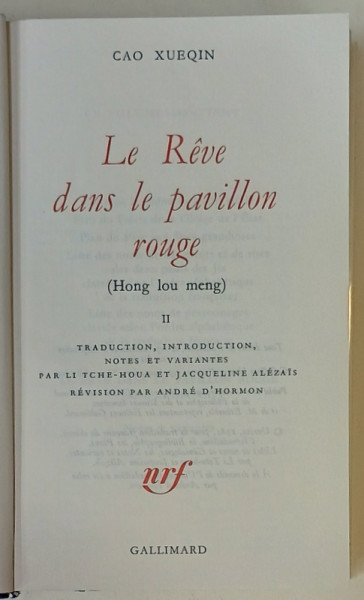 CAO XUEQIN
Le Rêve
dans le pavillon
rouge
(Hong lou meng)
II
TRADUCTION, INTRODUCTION,
NOTES ET VARIANTES
PAR LI TCHE-HOUA ET JACQUELINE ALÉZAÏS
RÉVISION PAR ANDRÉ D'HORMON
nrf
GALLIMARD